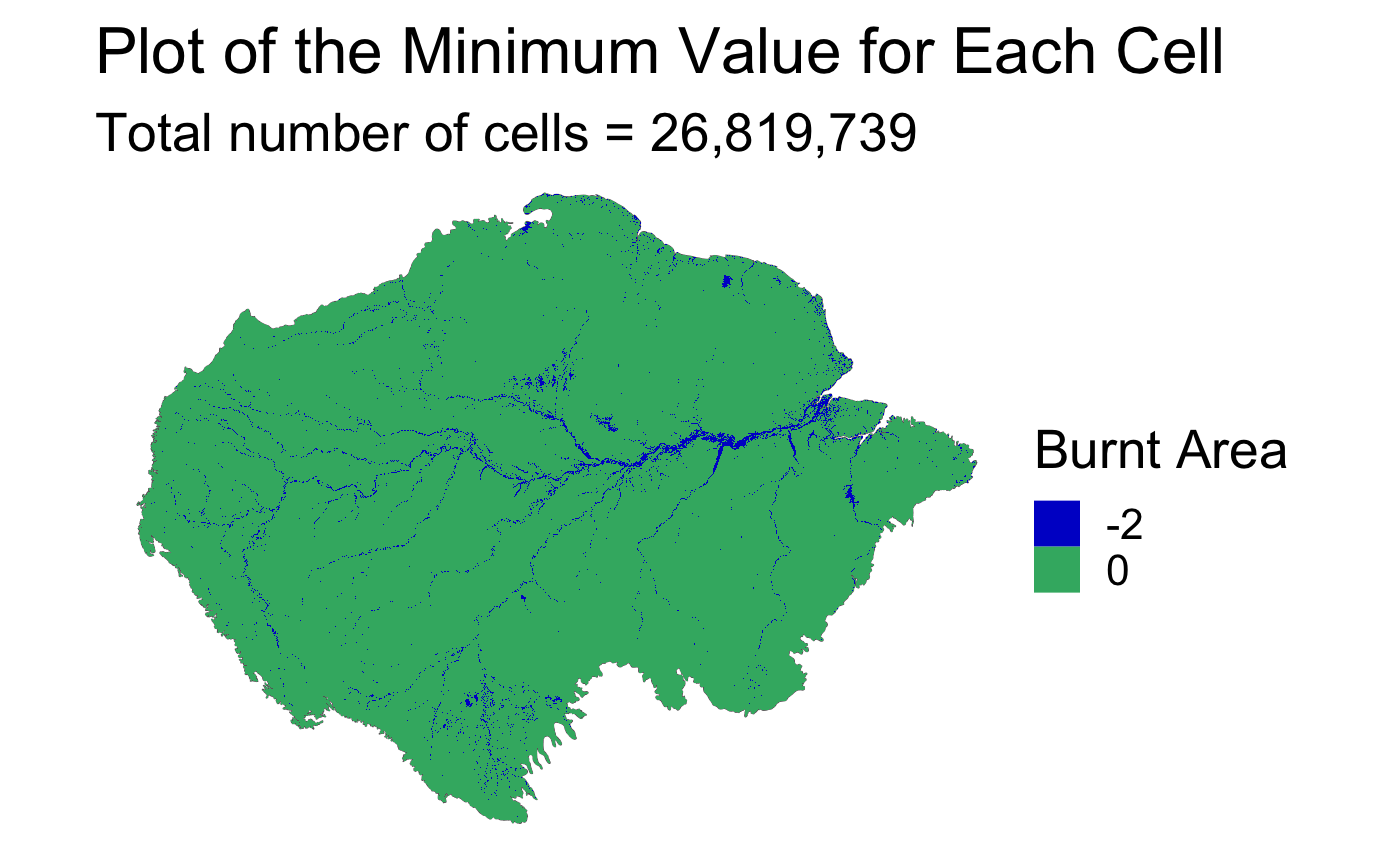 Plot of the Minimum Value for Each Cell
Total number of cells = 26,819,739
Burnt Area
-2
0